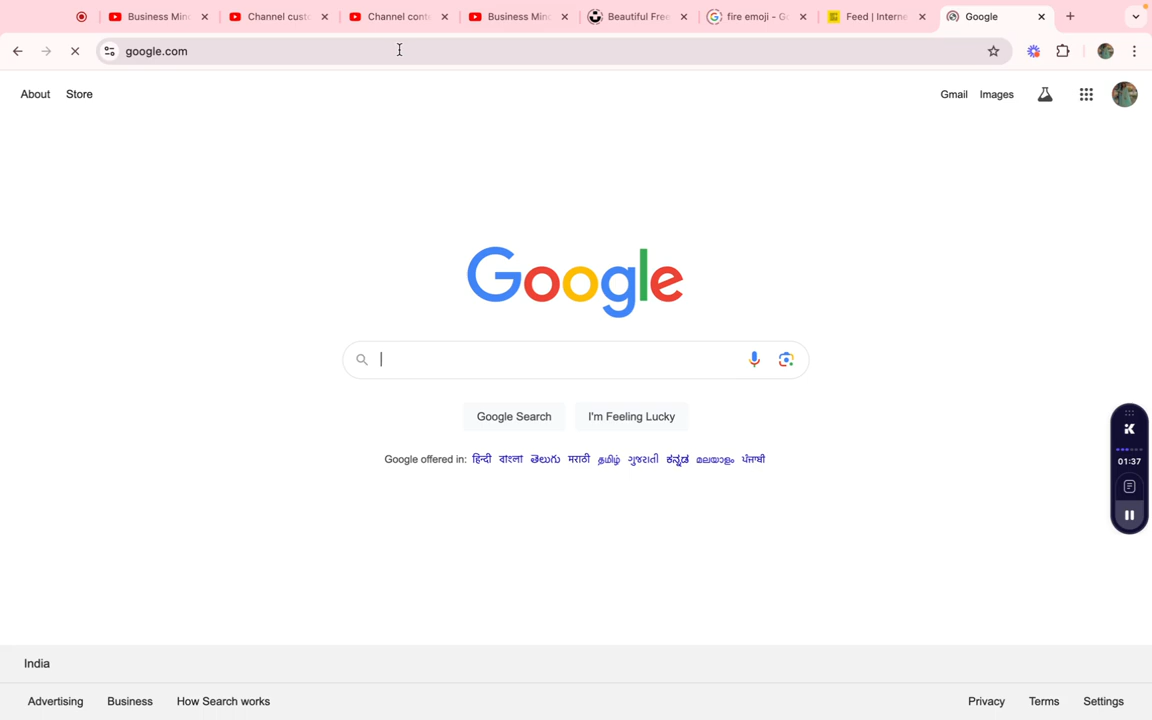 Business Min
Channel cust
Channel cont
Business Min
Beautiful Free
fire emoji - Go
Feed | Interne
Google
google.com
About Store
Gmail Images
Google
Google Search I'm Feeling Lucky
Google offered in: हिन्दी বাংলা తెలుగు मराठी தமிழ் ગુજરાતી ಕನ್ನಡ മലയാളം ਪੰਜਾਬੀ
01:37
India
Advertising Business How Search works
Privacy Terms Settings